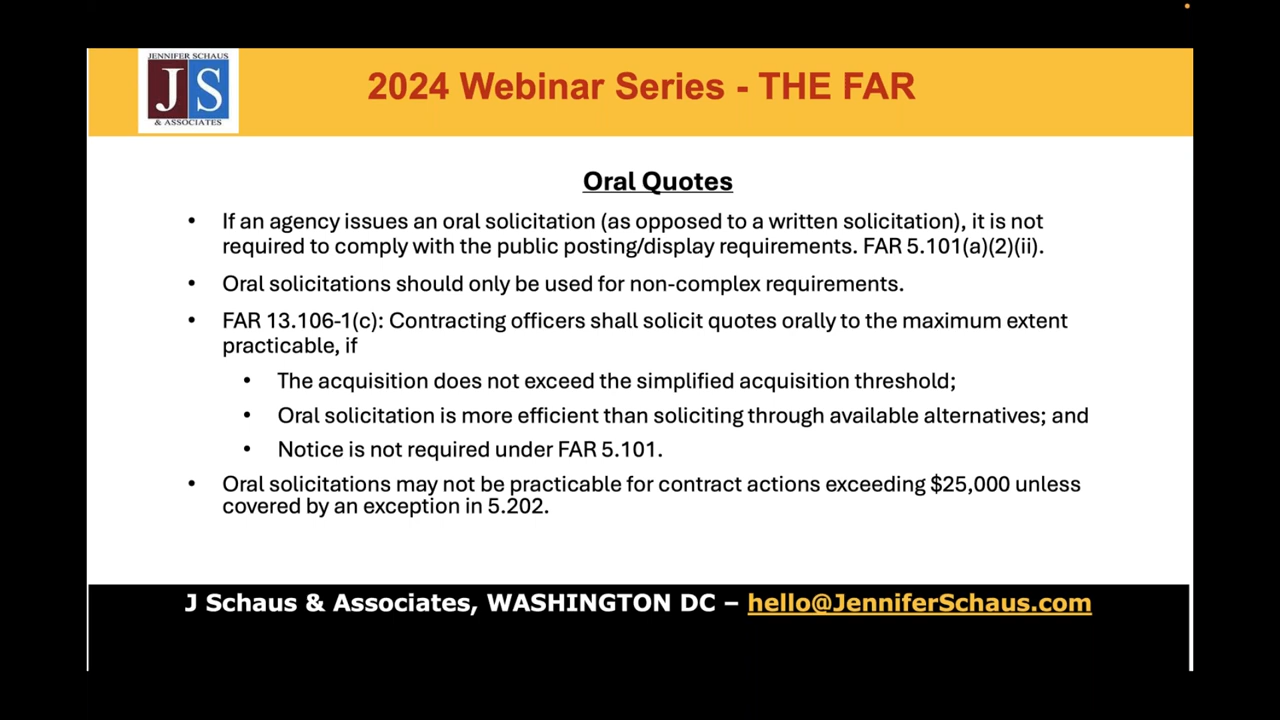 JENNIFER SCHAUS
JS
& ASSOCIATES
2024 Webinar Series - THE FAR
Oral Quotes
• If an agency issues an oral solicitation (as opposed to a written solicitation), it is not
required to comply with the public posting/display requirements. FAR 5.101(a)(2)(ii).
• Oral solicitations should only be used for non-complex requirements.
• FAR 13.106-1(c): Contracting officers shall solicit quotes orally to the maximum extent
practicable, if
• The acquisition does not exceed the simplified acquisition threshold;
• Oral solicitation is more efficient than soliciting through available alternatives; and
• Notice is not required under FAR 5.101.
• Oral solicitations may not be practicable for contract actions exceeding $25,000 unless
covered by an exception in 5.202.
J Schaus & Associates, WASHINGTON DC – hello@JenniferSchaus.com